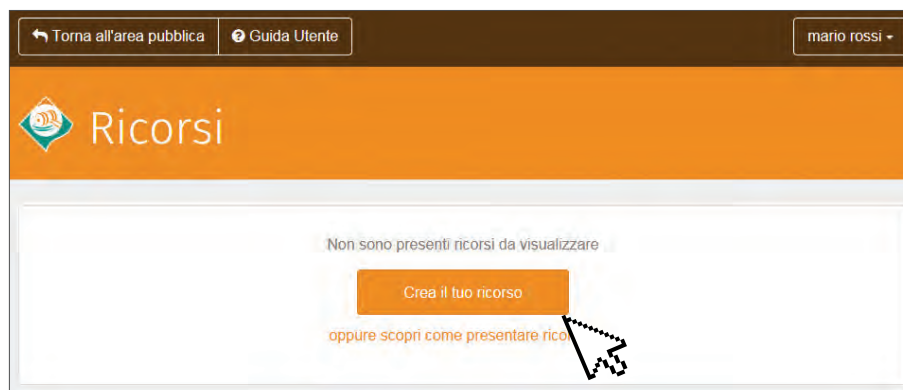 Torna all'area pubblica
Guida Utente
mario rossi
Ricorsi
Non sono presenti ricorsi da visualizzare
Crea il tuo ricorso
oppure scopri come presentare